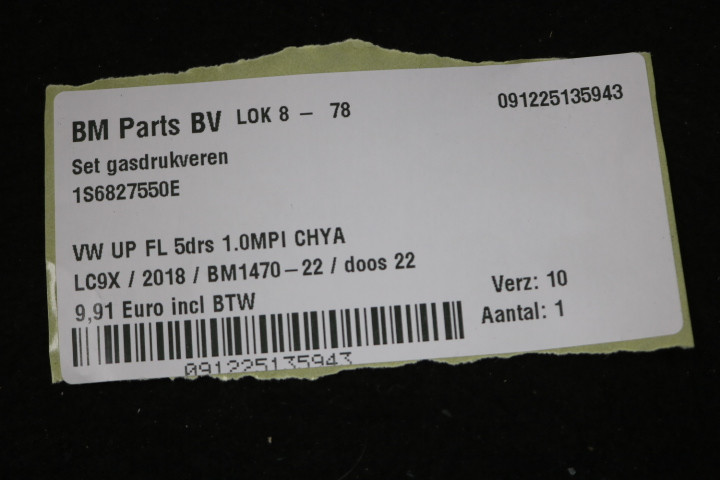 BM Parts BV LOK 8 - 78 091225135943
Set gasdrukveren
1S6827550E
VW UP FL 5drs 1.0MPI CHYA
LC9X / 2018 / BM1470-22 / doos 22
9,91 Euro incl BTW
Verz: 10
Aantal: 1
091225135943